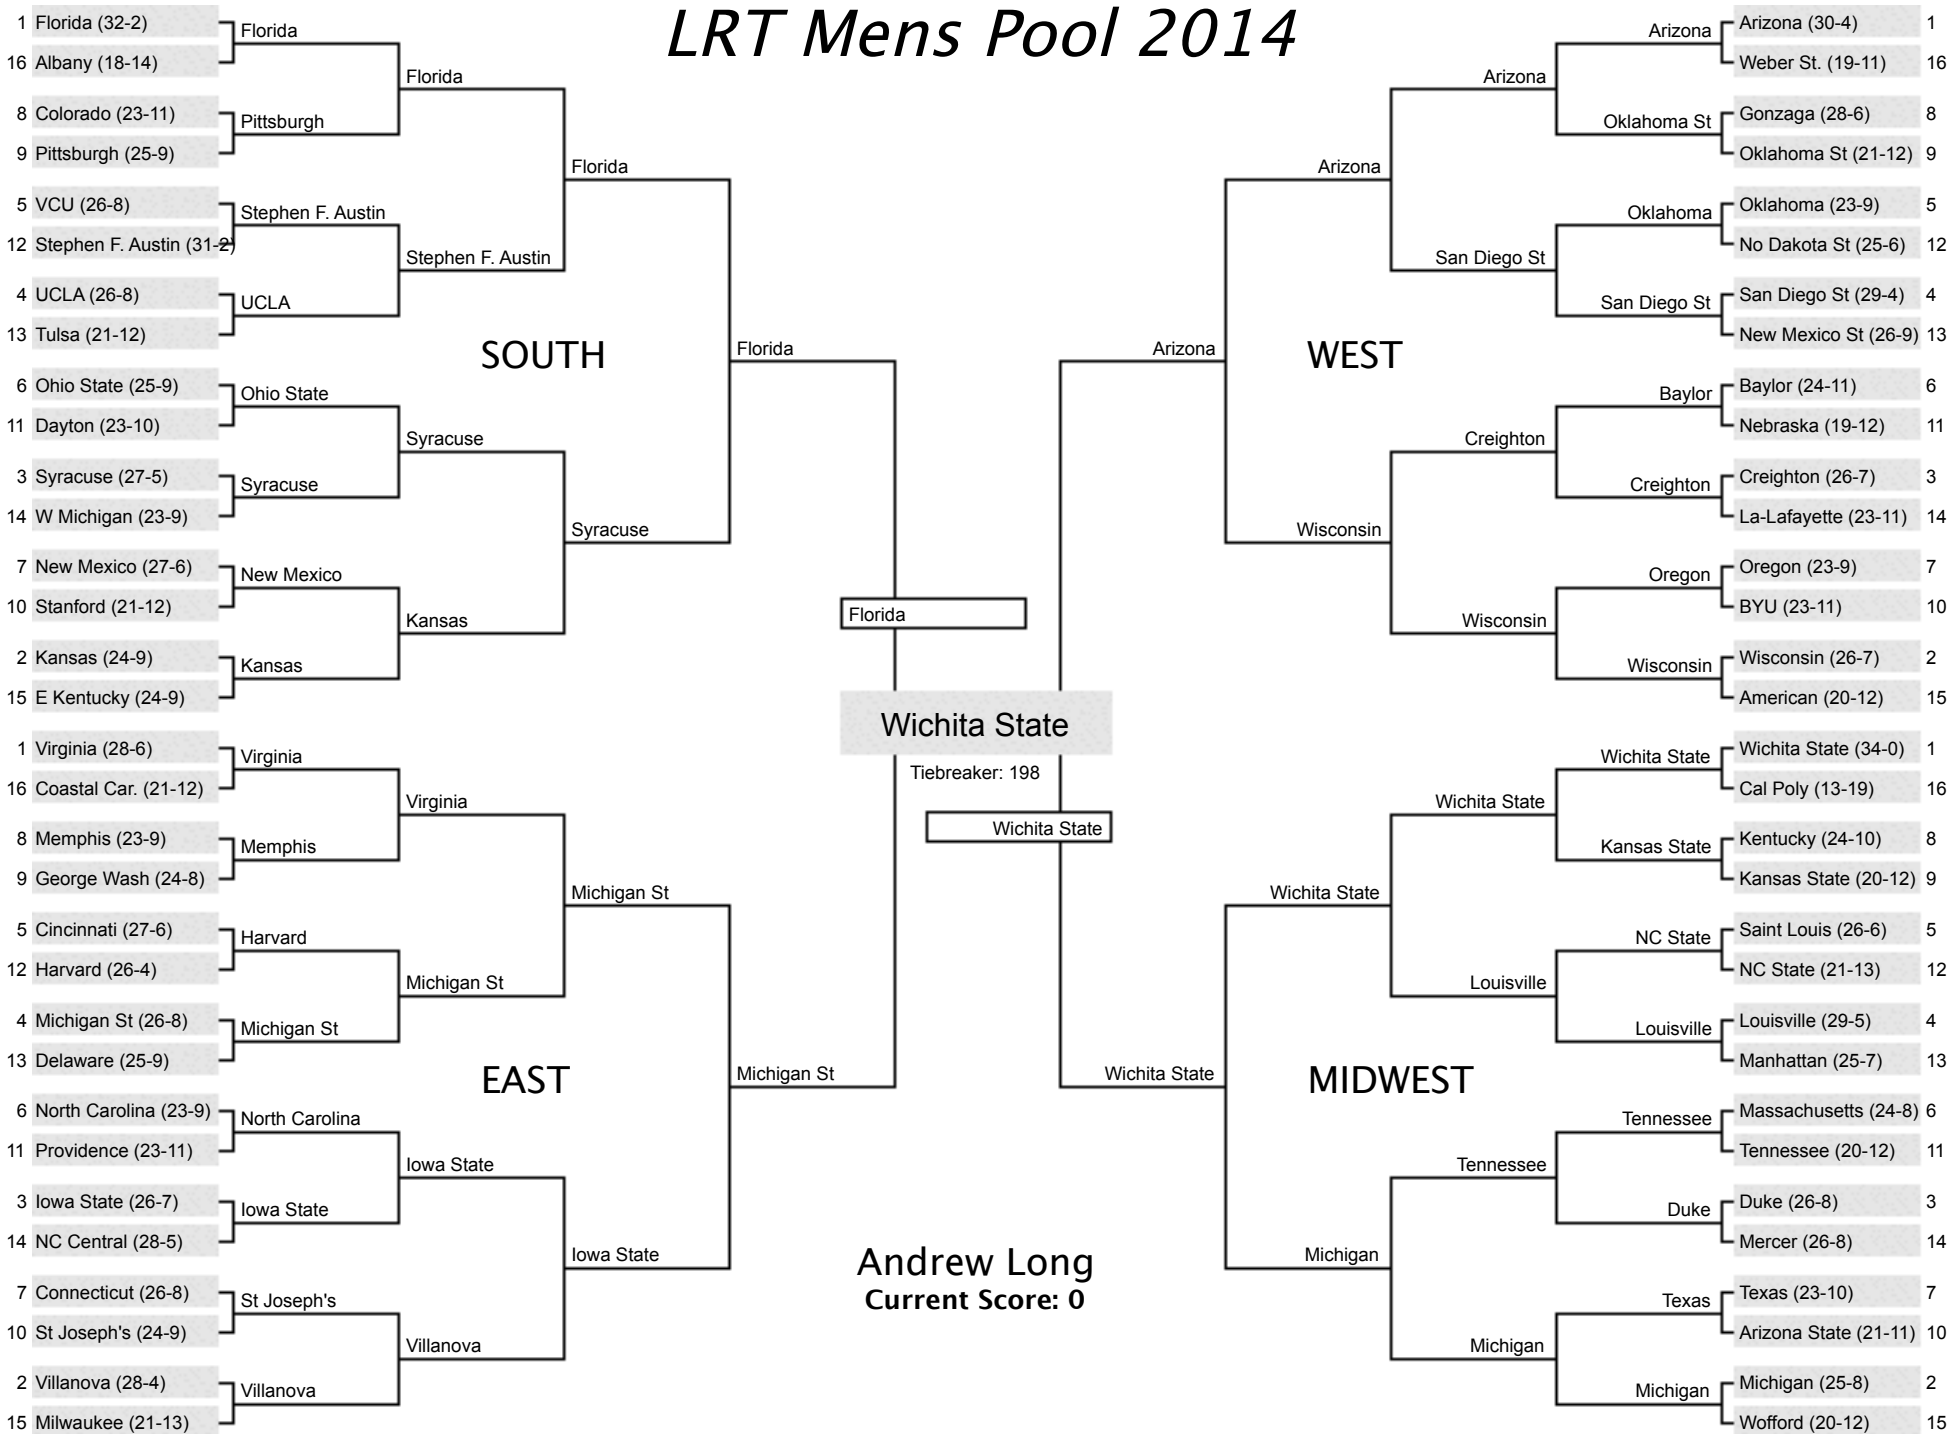 LRT Mens Pool 2014
1 Florida (32-2)
16 Albany (18-14)
8 Colorado (23-11)
9 Pittsburgh (25-9)
5 VCU (26-8)
12 Stephen F. Austin (31-2)
4 UCLA (26-8)
13 Tulsa (21-12)
6 Ohio State (25-9)
11 Dayton (23-10)
3 Syracuse (27-5)
14 W Michigan (23-9)
7 New Mexico (27-6)
10 Stanford (21-12)
2 Kansas (24-9)
15 E Kentucky (24-9)
Florida
Pittsburgh
Stephen F. Austin
UCLA
Ohio State
Syracuse
New Mexico
Kansas
Florida
Stephen F. Austin
Syracuse
Kansas
Florida
Syracuse
Florida
SOUTH
1 Virginia (28-6)
16 Coastal Car. (21-12)
8 Memphis (23-9)
9 George Wash (24-8)
5 Cincinnati (27-6)
12 Harvard (26-4)
4 Michigan St (26-8)
13 Delaware (25-9)
6 North Carolina (23-9)
11 Providence (23-11)
3 Iowa State (26-7)
14 NC Central (28-5)
7 Connecticut (26-8)
10 St Joseph's (24-9)
2 Villanova (28-4)
15 Milwaukee (21-13)
Virginia
Memphis
Harvard
Michigan St
North Carolina
Iowa State
St Joseph's
Villanova
Virginia
Michigan St
Iowa State
Villanova
Michigan St
Iowa State
Michigan St
EAST
Florida
Wichita State
Tiebreaker: 198
Wichita State
Andrew Long
Current Score: 0
Arizona (30-4) 1
Weber St. (19-11) 16
Gonzaga (28-6) 8
Oklahoma St (21-12) 9
Oklahoma (23-9) 5
No Dakota St (25-6) 12
San Diego St (29-4) 4
New Mexico St (26-9) 13
Baylor (24-11) 6
Nebraska (19-12) 11
Creighton (26-7) 3
La-Lafayette (23-11) 14
Oregon (23-9) 7
BYU (23-11) 10
Wisconsin (26-7) 2
American (20-12) 15
Arizona
Oklahoma St
Oklahoma
San Diego St
Baylor
Creighton
Oregon
Wisconsin
Arizona
San Diego St
Creighton
Wisconsin
Arizona
Wisconsin
Arizona
WEST
Wichita State (34-0) 1
Cal Poly (13-19) 16
Kentucky (24-10) 8
Kansas State (20-12) 9
Saint Louis (26-6) 5
NC State (21-13) 12
Louisville (29-5) 4
Manhattan (25-7) 13
Massachusetts (24-8) 6
Tennessee (20-12) 11
Duke (26-8) 3
Mercer (26-8) 14
Texas (23-10) 7
Arizona State (21-11) 10
Michigan (25-8) 2
Wofford (20-12) 15
Wichita State
Kansas State
NC State
Louisville
Tennessee
Duke
Texas
Michigan
Wichita State
Louisville
Tennessee
Michigan
Wichita State
Michigan
Wichita State
MIDWEST